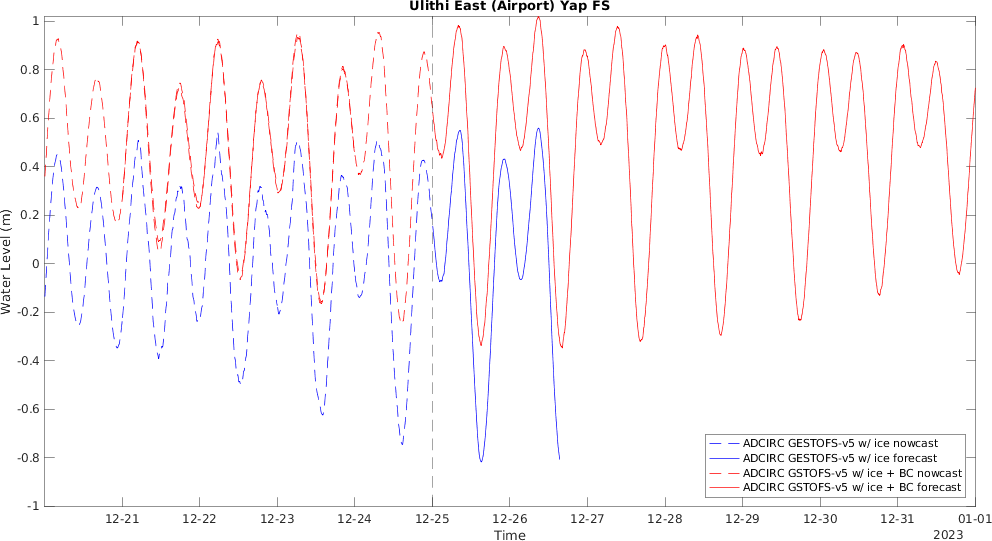 Ulithi East (Airport) Yap FS
1
0.8
0.6
0.4
0.2
0
-0.2
-0.4
-0.6
-0.8
-1
Water Level (m)
ADCIRC GESTOFS-v5 w/ ice nowcast
ADCIRC GESTOFS-v5 w/ ice forecast
ADCIRC GSTOFS-v5 w/ ice + BC nowcast
ADCIRC GSTOFS-v5 w/ ice + BC forecast
12-21 12-22 12-23 12-24 12-25 12-26 12-27 12-28 12-29 12-30 12-31 01-01
Time 2023